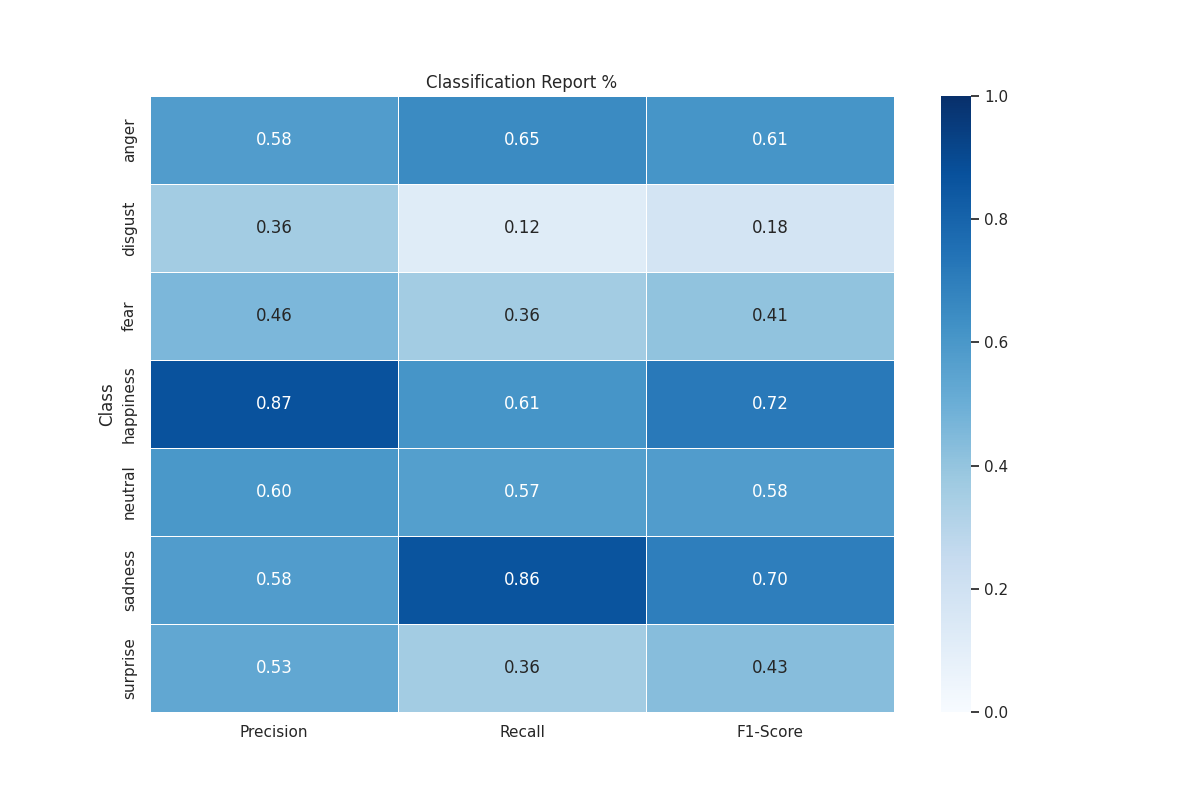 Classification Report %
Class
anger 0.58 0.65 0.61
disgust 0.36 0.12 0.18
fear 0.46 0.36 0.41
happiness 0.87 0.61 0.72
neutral 0.60 0.57 0.58
sadness 0.58 0.86 0.70
surprise 0.53 0.36 0.43
Precision Recall F1-Score
1.0
0.8
0.6
0.4
0.2
0.0